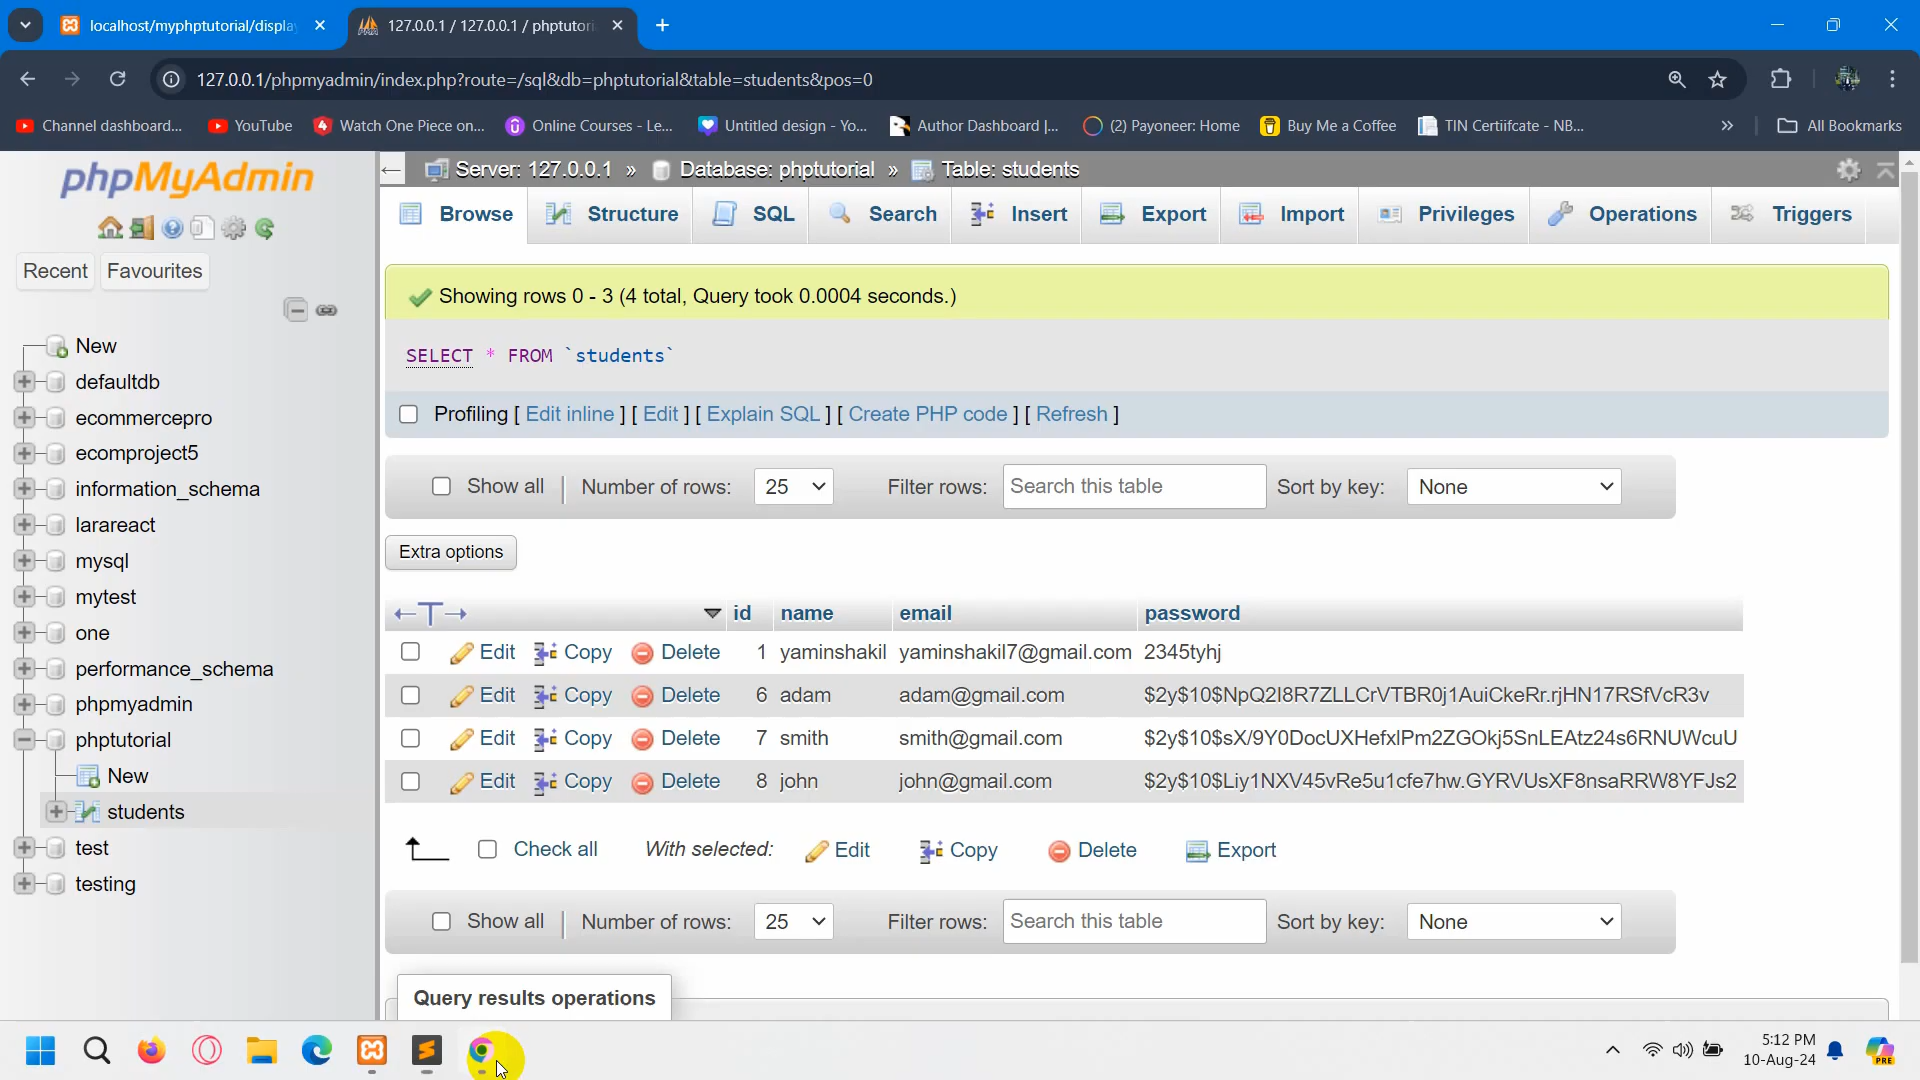 localhost/myphptutorial/displa
127.0.0.1 / 127.0.0.1 / phptutori
127.0.0.1/phpmyadmin/index.php?route=/sql&db=phptutorial&table=students&pos=0
Channel dashboard...
YouTube
Watch One Piece on...
Online Courses - Le...
Untitled design - Yo...
Author Dashboard |...
(2) Payoneer: Home
Buy Me a Coffee
TIN Certiifcate - NB...
All Bookmarks
phpMyAdmin
Recent
Favourites
New
defaultdb
ecommercepro
ecomproject5
information_schema
larareact
mysql
mytest
one
performance_schema
phpmyadmin
phptutorial
New
students
test
testing
Server: 127.0.0.1 » Database: phptutorial » Table: students
Browse Structure SQL Search Insert Export Import Privileges Operations Triggers
Showing rows 0 - 3 (4 total, Query took 0.0004 seconds.)
SELECT * FROM `students`
Profiling [ Edit inline ] [ Edit ] [ Explain SQL ] [ Create PHP code ] [ Refresh ]
Show all Number of rows: 25 Filter rows: Search this table Sort by key: None
Extra options
id name email password
Edit Copy Delete 1 yaminshakil yaminshakil7@gmail.com 2345tyhj
Edit Copy Delete 6 adam adam@gmail.com $2y$10$NpQ2I8R7ZLLCrVTBR0j1AuiCkeRr.rjHN17RSfVcR3v
Edit Copy Delete 7 smith smith@gmail.com $2y$10$sX/9Y0DocUXHefxlPm2ZGOkj5SnLEAtz24s6RNUWcuU
Edit Copy Delete 8 john john@gmail.com $2y$10$Liy1NXV45vRe5u1cfe7hw.GYRVUsXF8nsaRRW8YFJs2
Check all With selected: Edit Copy Delete Export
Show all Number of rows: 25 Filter rows: Search this table Sort by key: None
Query results operations
5:12 PM
10-Aug-24
PRE